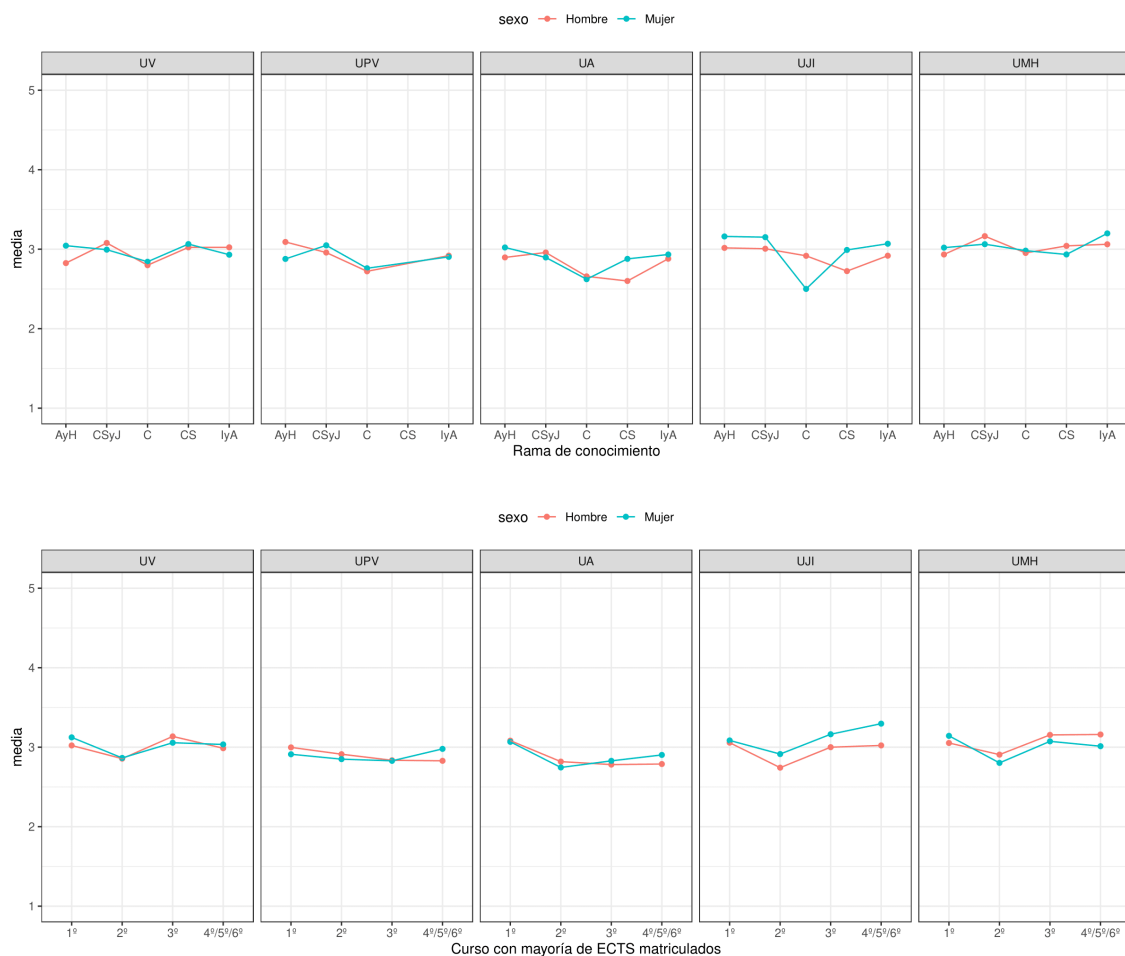 sexo Hombre Mujer
UV UPV UA UJI UMH
5
4
3
2
1
media
AyH CSyJ C CS IyA AyH CSyJ C CS IyA AyH CSyJ C CS IyA AyH CSyJ C CS IyA AyH CSyJ C CS IyA
Rama de conocimiento
sexo Hombre Mujer
UV UPV UA UJI UMH
5
4
3
2
1
media
1º 2º 3º 4º/5º/6º 1º 2º 3º 4º/5º/6º 1º 2º 3º 4º/5º/6º 1º 2º 3º 4º/5º/6º 1º 2º 3º 4º/5º/6º
Curso con mayoría de ECTS matriculados